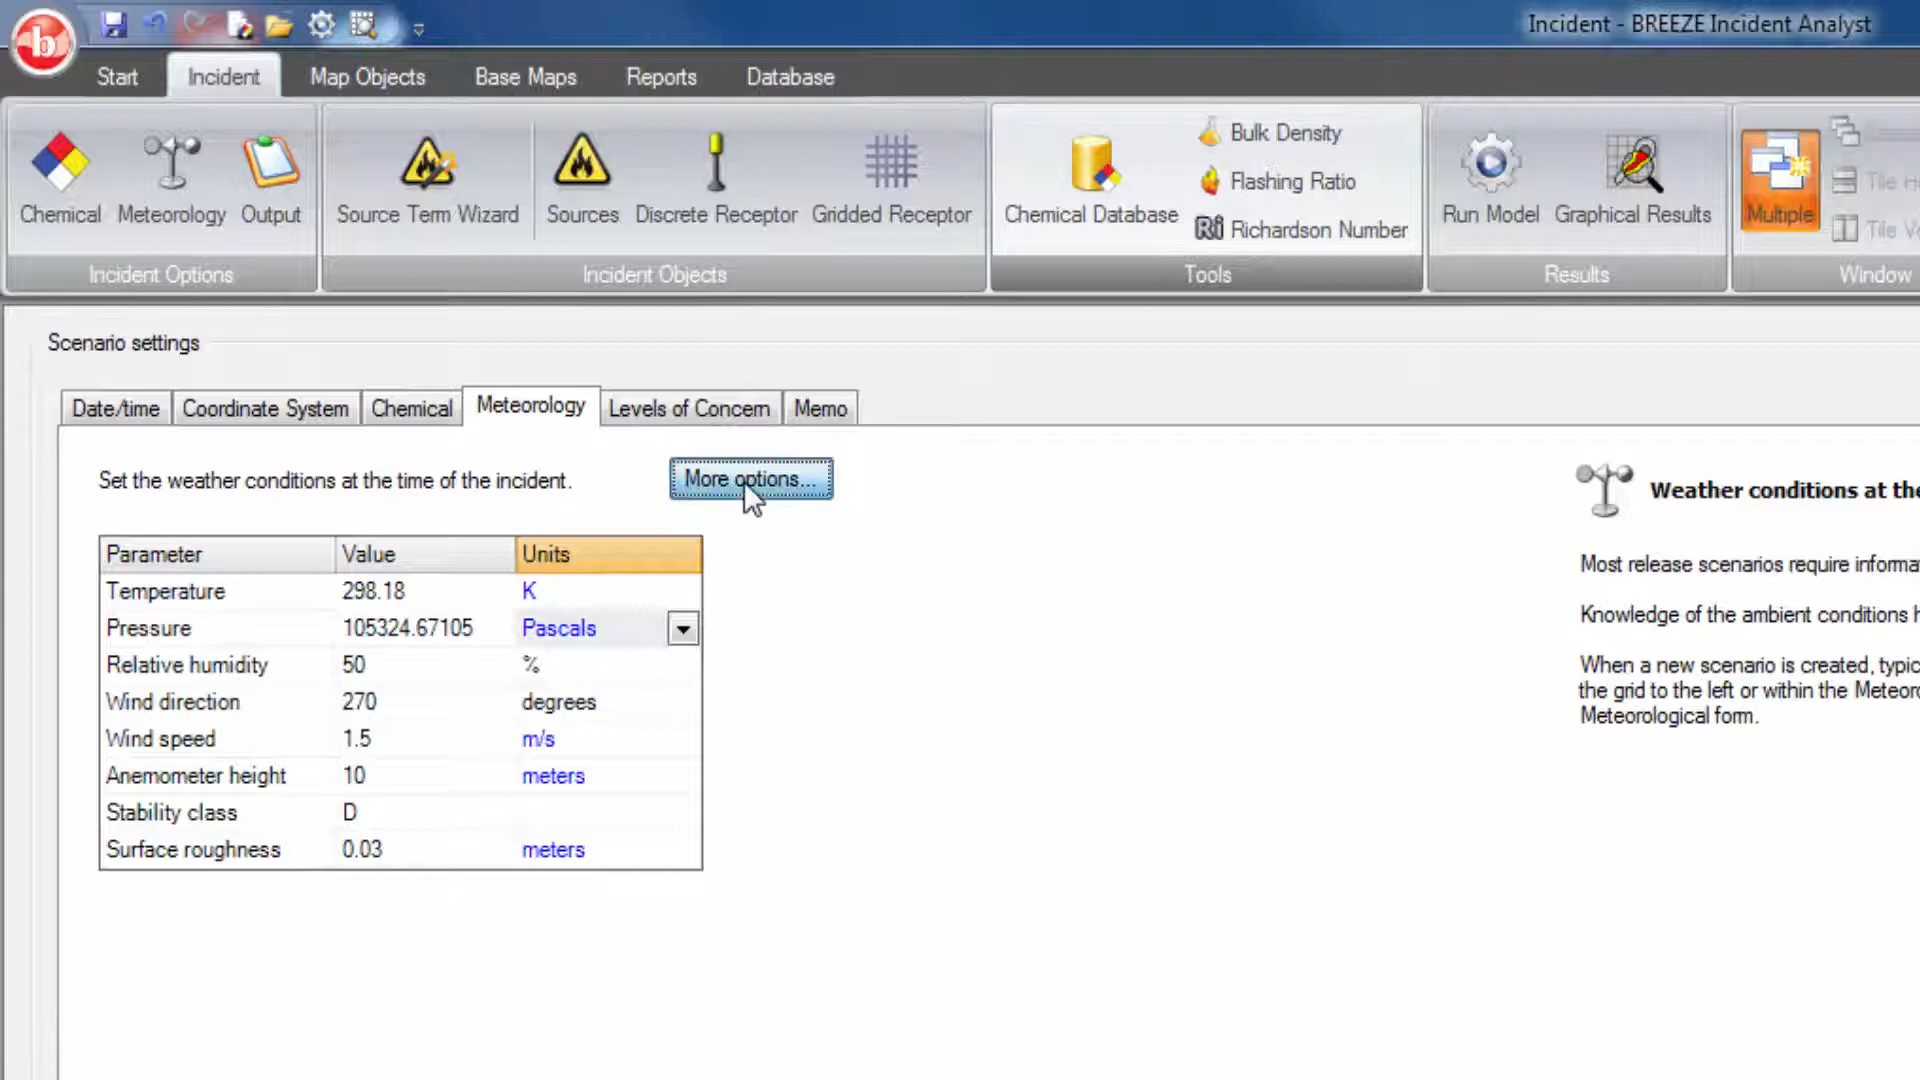 Incident - BREEZE Incident Analyst
Start Incident Map Objects Base Maps Reports Database
Chemical Meteorology Output Source Term Wizard Sources Discrete Receptor Gridded Receptor Chemical Database
Bulk Density
Flashing Ratio
Richardson Number
Run Model Graphical Results Multiple
Tile
Tile
Incident Options Incident Objects Tools Results Window
Scenario settings
Date/time Coordinate System Chemical Meteorology Levels of Concern Memo
Set the weather conditions at the time of the incident. More options...
Parameter Value Units
Temperature 298.18 K
Pressure 105324.67105 Pascals
Relative humidity 50 %
Wind direction 270 degrees
Wind speed 1.5 m/s
Anemometer height 10 meters
Stability class D
Surface roughness 0.03 meters
Weather conditions at the
Most release scenarios require informa
Knowledge of the ambient conditions h
When a new scenario is created, typic
the grid to the left or within the Meteoro
Meteorological form.